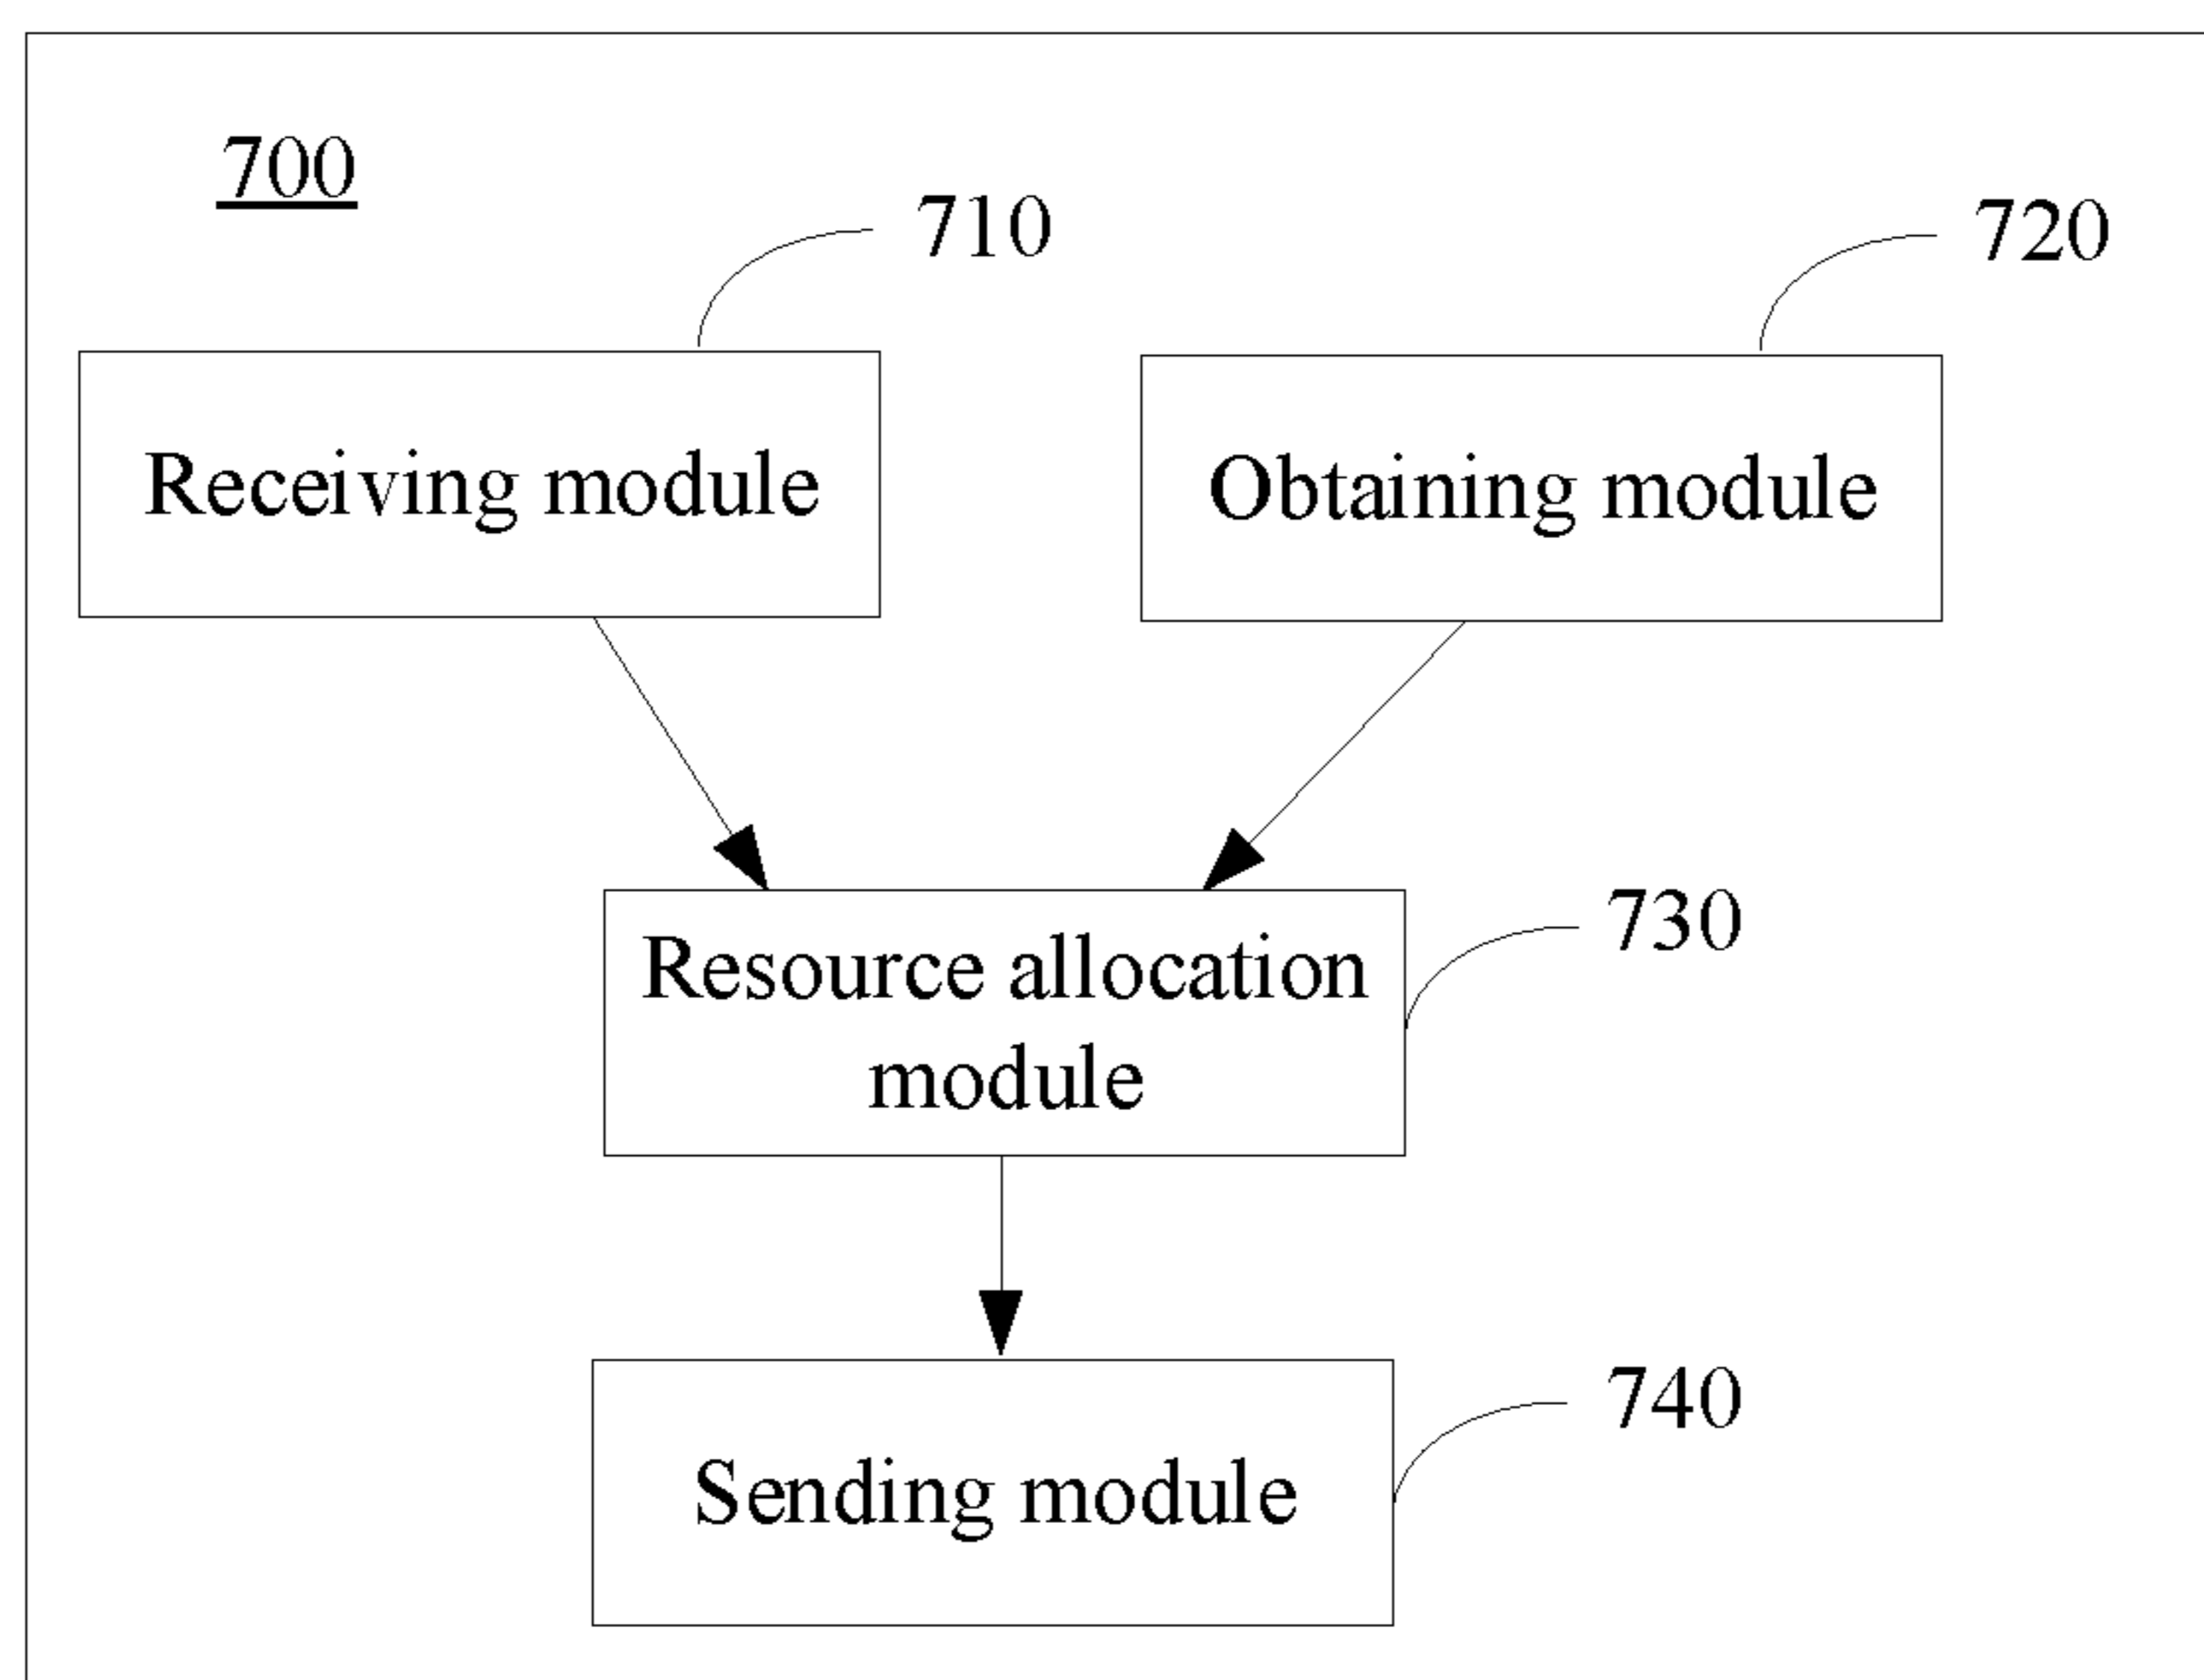 700
710
720
Receiving module
Obtaining module
730
Resource allocation
module
740
Sending module